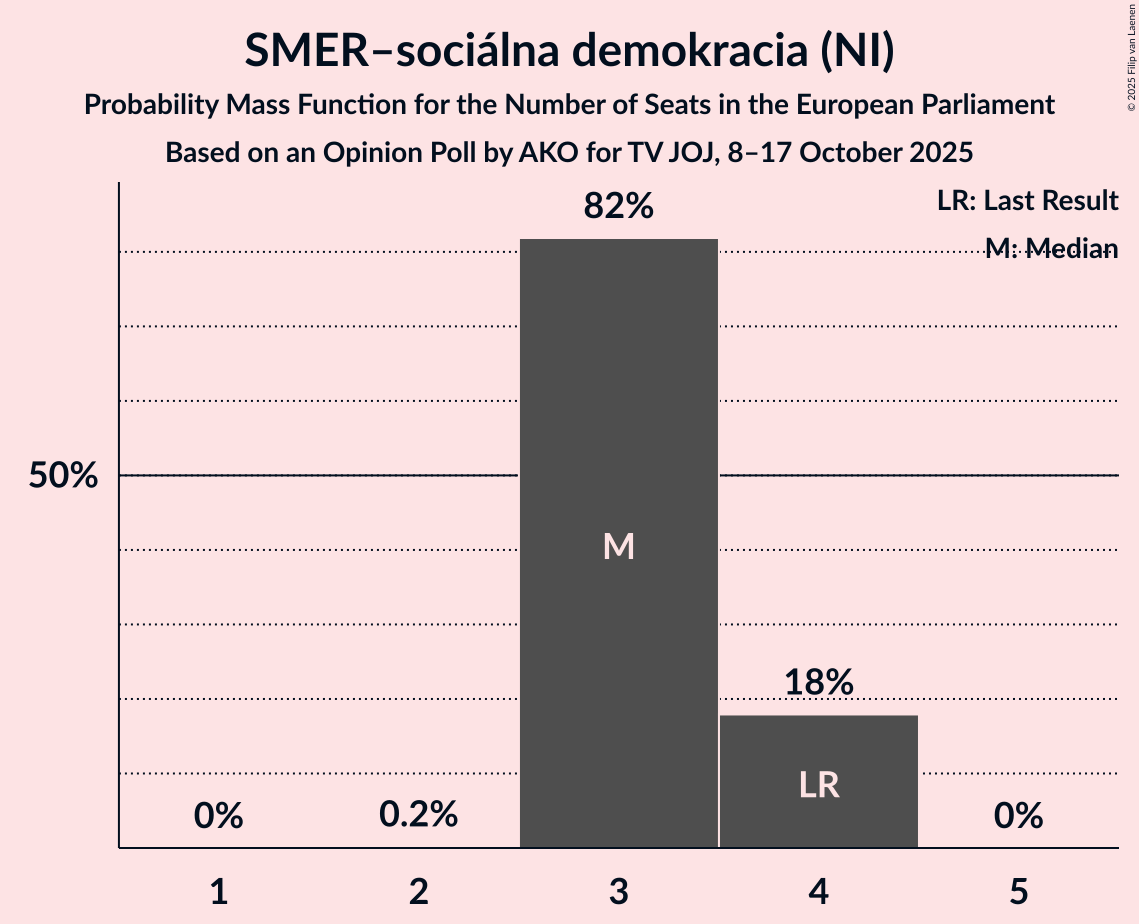 SMER–sociálna demokracia (NI)
Probability Mass Function for the Number of Seats in the European Parliament
Based on an Opinion Poll by AKO for TV JOJ, 8–17 October 2025
© 2025 Filip van Laenen
LR: Last Result
M: Median
82%
50%
M
18%
LR
0%
0.2%
0%
1
2
3
4
5